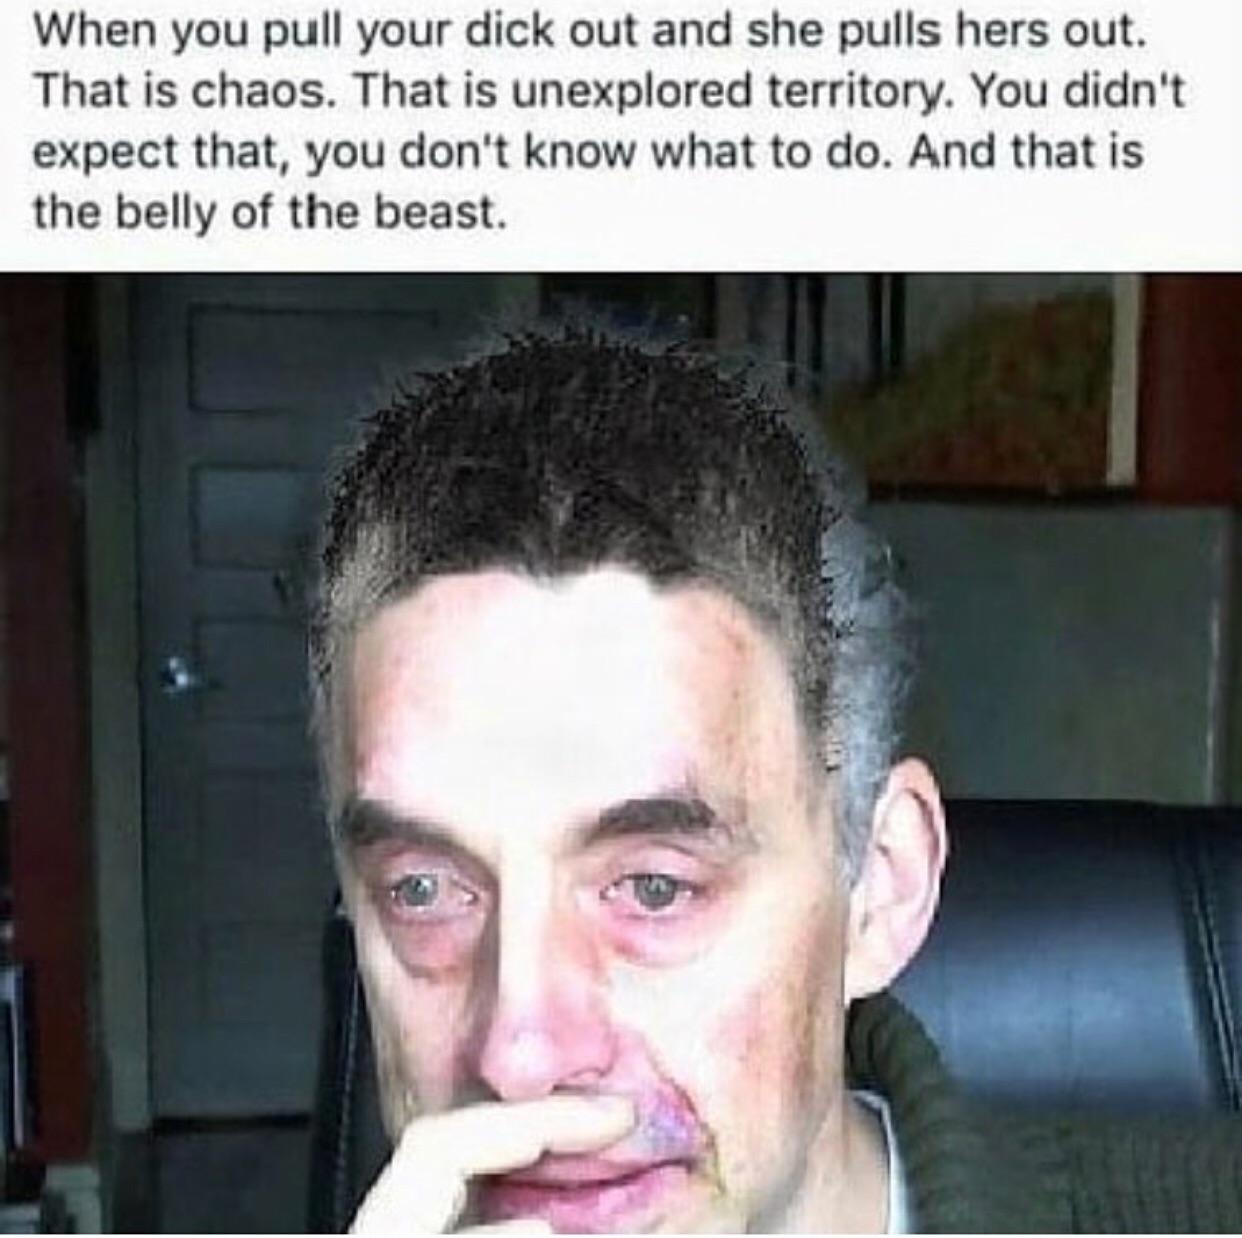 When you pull your dick out and she pulls hers out.
That is chaos. That is unexplored territory. You didn't
expect that, you don't know what to do. And that is
the belly of the beast.